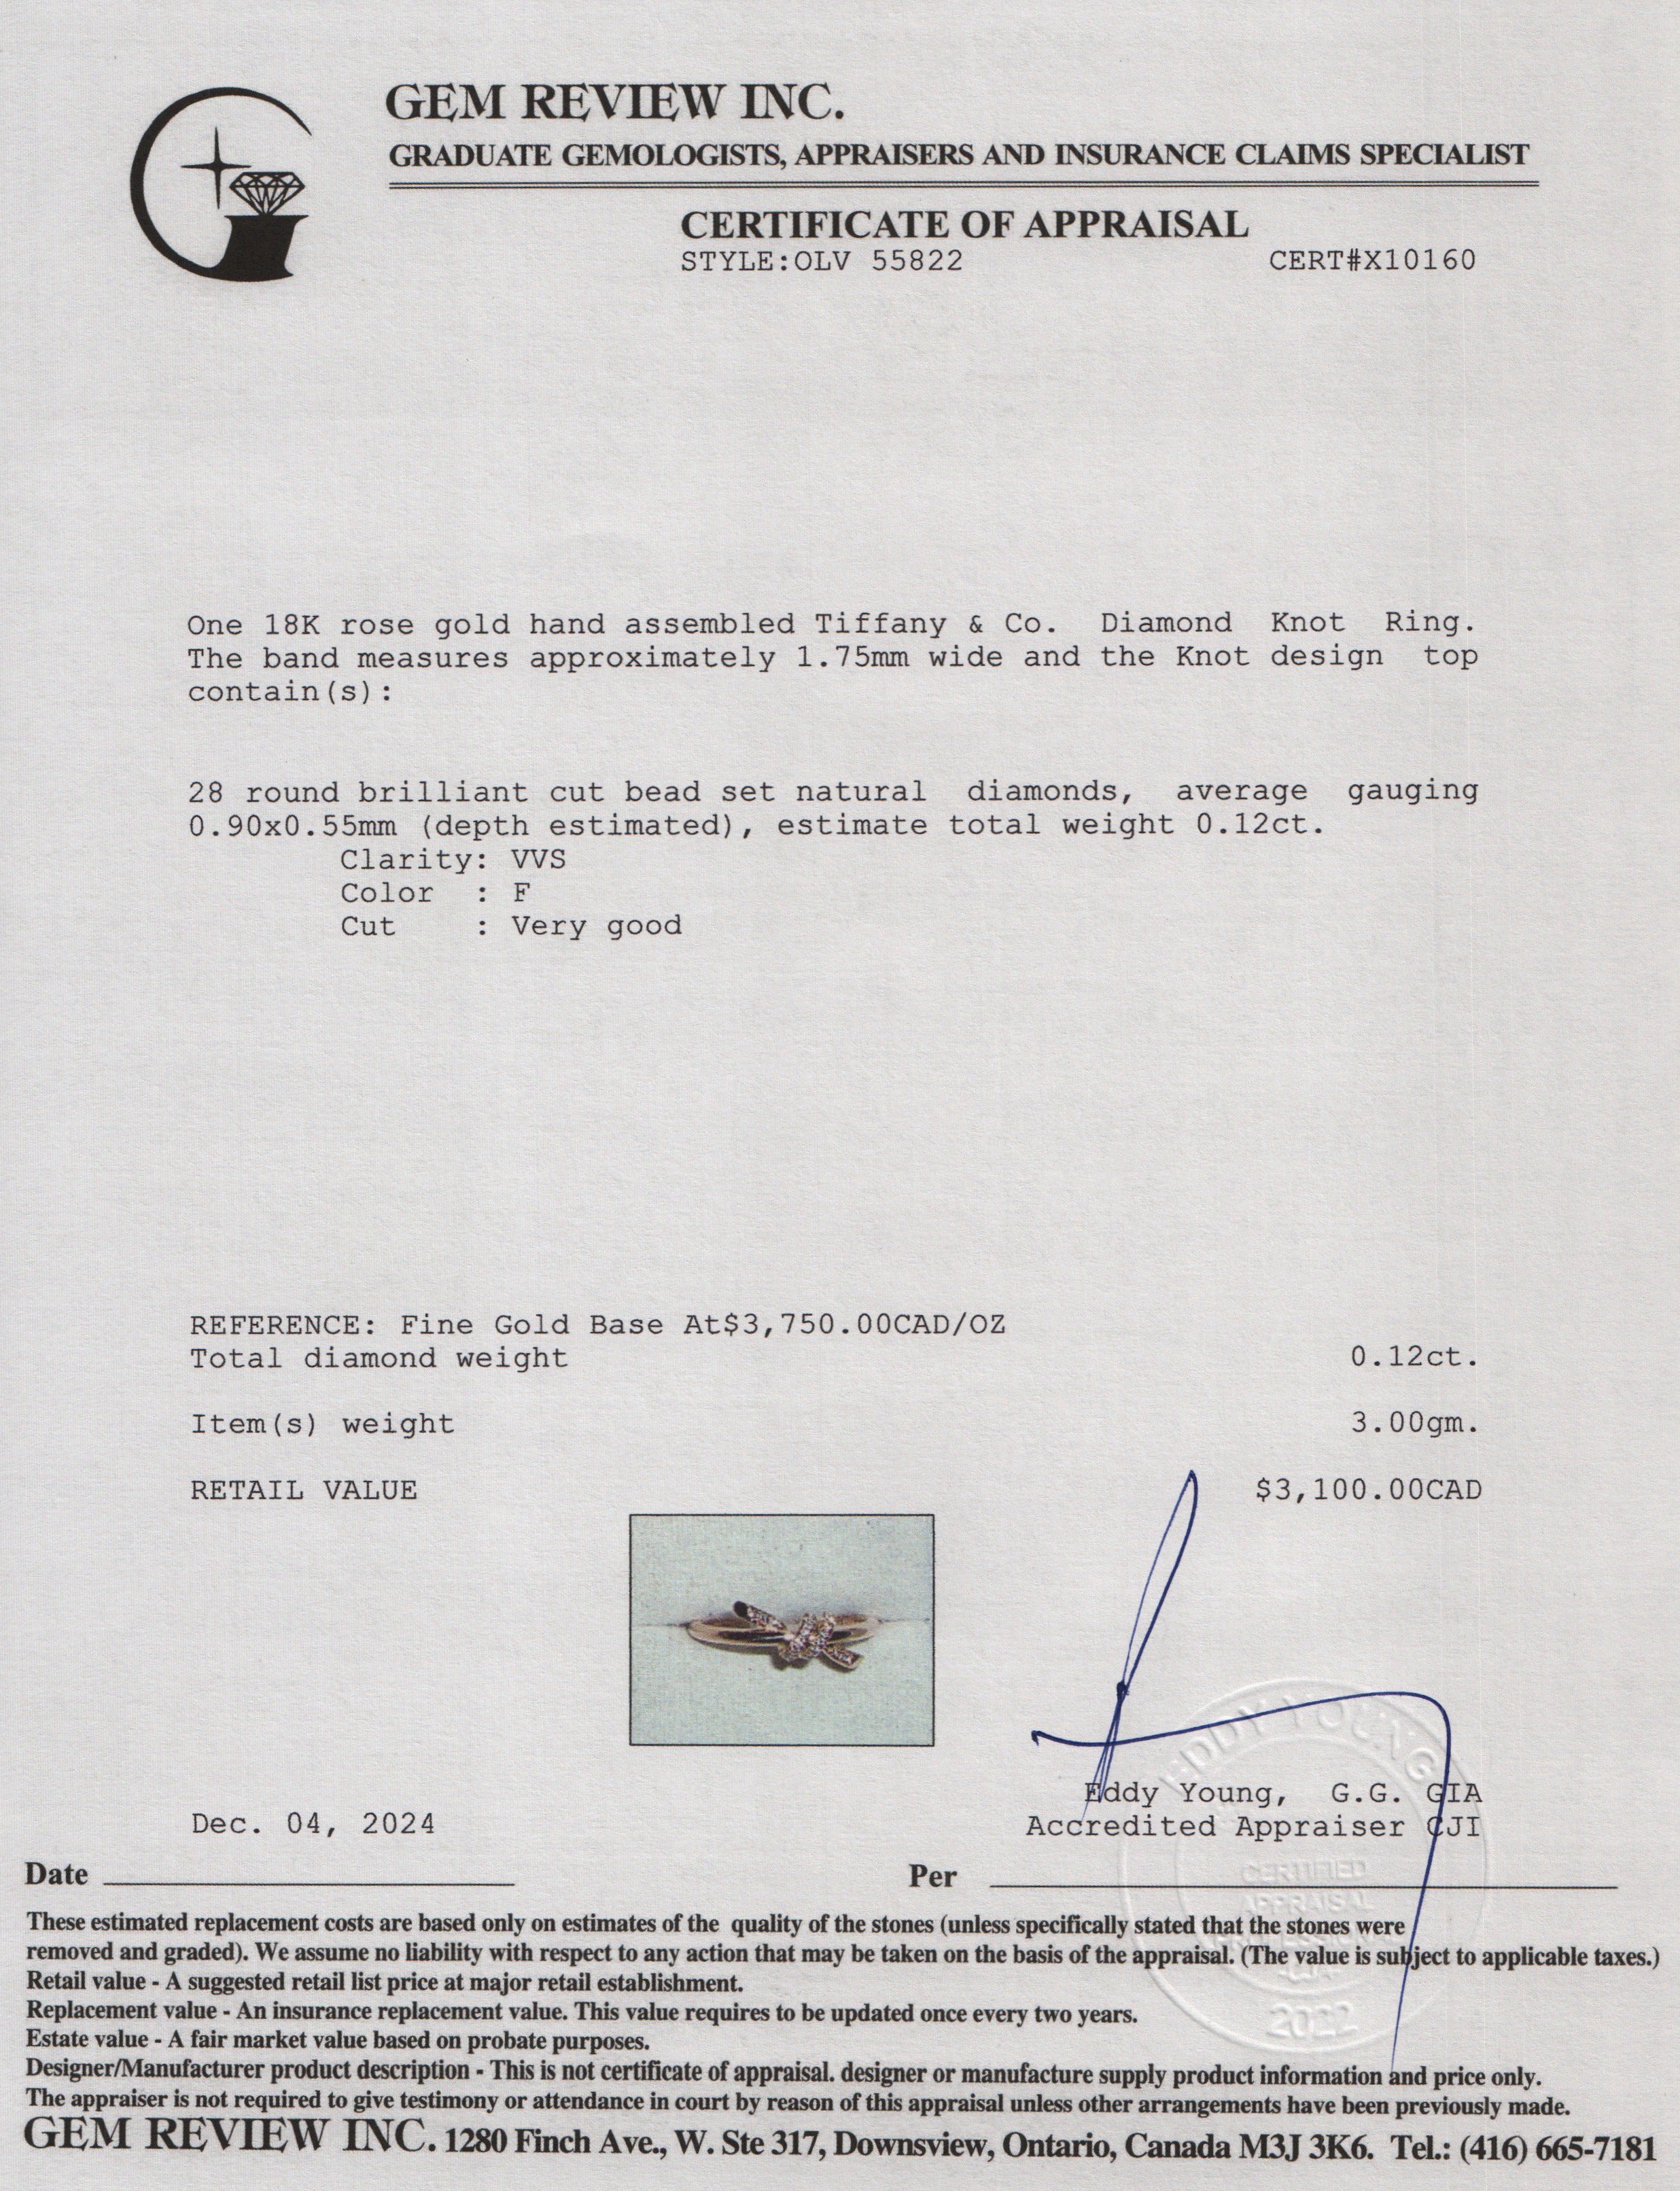 GEM REVIEW INC.
GRADUATE GEMOLOGISTS, APPRAISERS AND INSURANCE CLAIMS SPECIALIST
CERTIFICATE OF APPRAISAL
STYLE:OLV 55822 CERT#X10160
One 18K rose gold hand assembled Tiffany & Co. Diamond Knot Ring.
The band measures approximately 1.75mm wide and the Knot design top
contain(s):
28 round brilliant cut bead set natural diamonds, average gauging
0.90x0.55mm (depth estimated), estimate total weight 0.12ct.
Clarity: VVS
Color : F
Cut : Very good
REFERENCE: Fine Gold Base At$3,750.00CAD/OZ
Total diamond weight 0.12ct.
Item(s) weight 3.00gm.
RETAIL VALUE $3,100.00CAD
EDDY YOUNG
Eddy Young, G.G. GIA
Dec. 04, 2024 Accredited Appraiser CJI
Date Per
CERTIFIED
APPRAISAL
2022
These estimated replacement costs are based only on estimates of the quality of the stones (unless specifically stated that the stones were
removed and graded). We assume no liability with respect to any action that may be taken on the basis of the appraisal. (The value is subject to applicable taxes.)
Retail value - A suggested retail list price at major retail establishment.
Replacement value - An insurance replacement value. This value requires to be updated once every two years.
Estate value - A fair market value based on probate purposes.
Designer/Manufacturer product description - This is not certificate of appraisal. designer or manufacture supply product information and price only.
The appraiser is not required to give testimony or attendance in court by reason of this appraisal unless other arrangements have been previously made.
GEM REVIEW INC. 1280 Finch Ave., W. Ste 317, Downsview, Ontario, Canada M3J 3K6. Tel.: (416) 665-7181